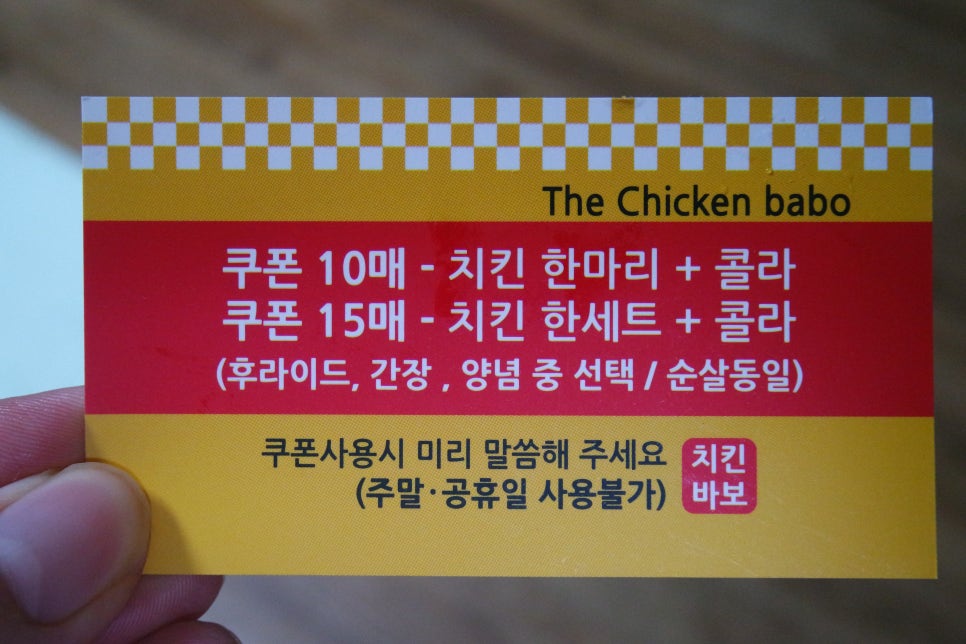 The Chicken babo
쿠폰 10매 - 치킨 한마리 + 콜라
쿠폰 15매 - 치킨 한세트 + 콜라
(후라이드, 간장 , 양념 중 선택 / 순살동일)
쿠폰사용시 미리 말씀해 주세요
(주말·공휴일 사용불가)
치킨
바보